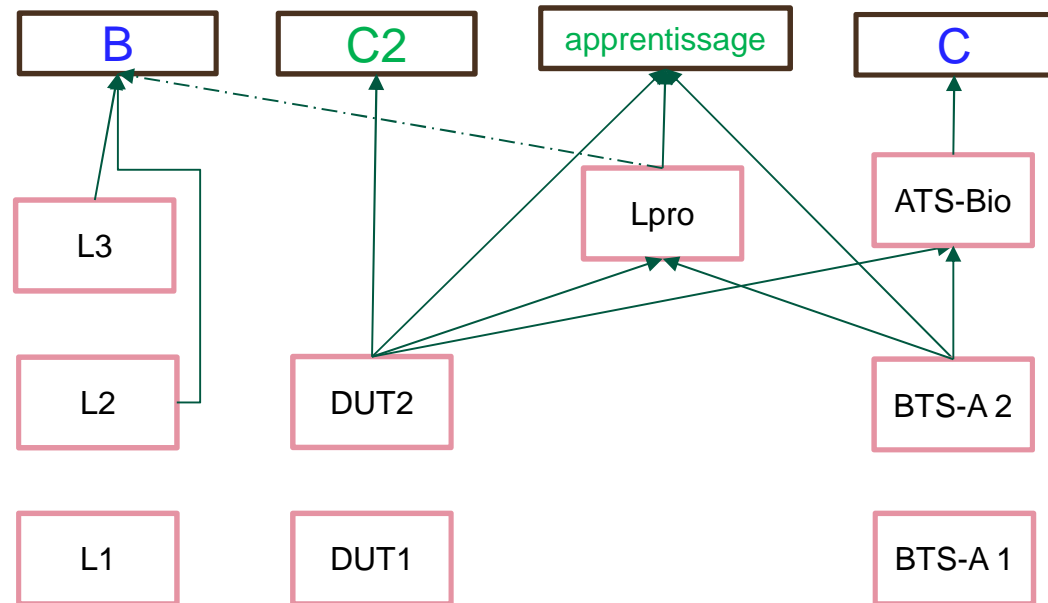 B
C2
apprentissage
C
Lpro
ATS-Bio
L3
L2
DUT2
BTS-A 2
L1
DUT1
BTS-A 1